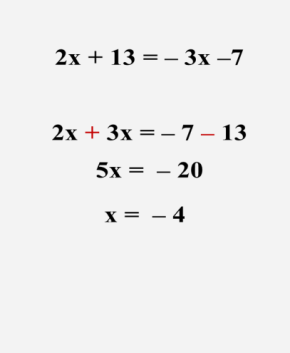 2x + 13 = – 3x –7
2x + 3x = – 7 – 13
5x = – 20
x = – 4